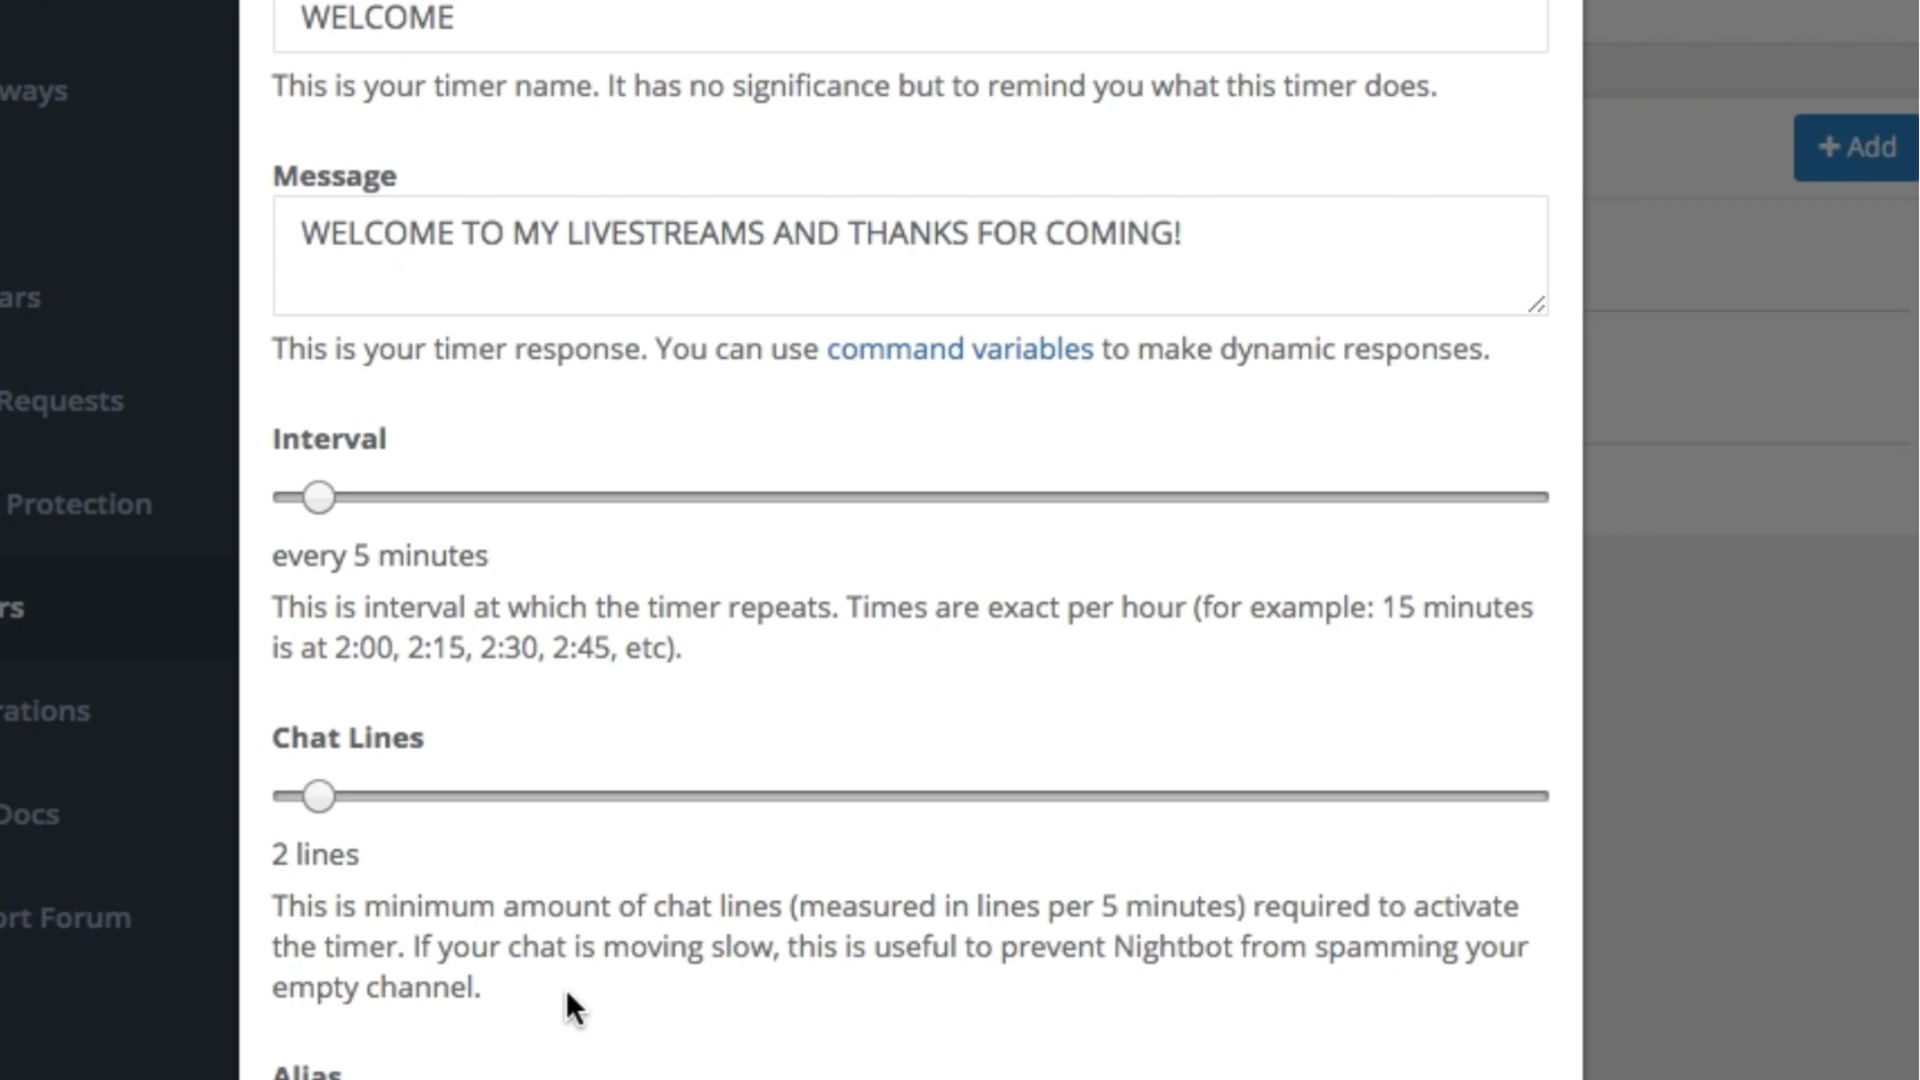 WELCOME
This is your timer name. It has no significance but to remind you what this timer does.
Message
WELCOME TO MY LIVESTREAMS AND THANKS FOR COMING!
This is your timer response. You can use command variables to make dynamic responses.
Interval
every 5 minutes
This is interval at which the timer repeats. Times are exact per hour (for example: 15 minutes
is at 2:00, 2:15, 2:30, 2:45, etc).
Chat Lines
2 lines
This is minimum amount of chat lines (measured in lines per 5 minutes) required to activate
the timer. If your chat is moving slow, this is useful to prevent Nightbot from spamming your
empty channel.
Alias
ways
ars
Requests
Protection
rs
rations
Docs
ort Forum
+ Add